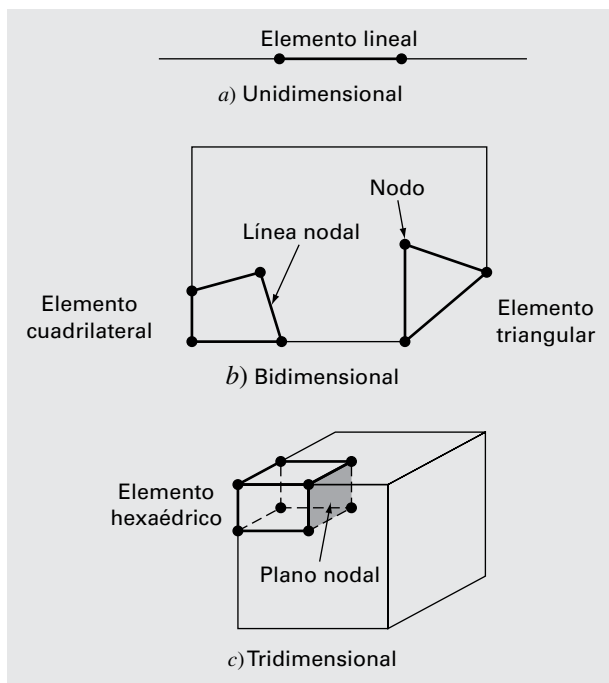 Elemento lineal
a) Unidimensional
Nodo
Línea nodal
Elemento
cuadrilateral
Elemento
triangular
b) Bidimensional
Elemento
hexaédrico
Plano nodal
c) Tridimensional